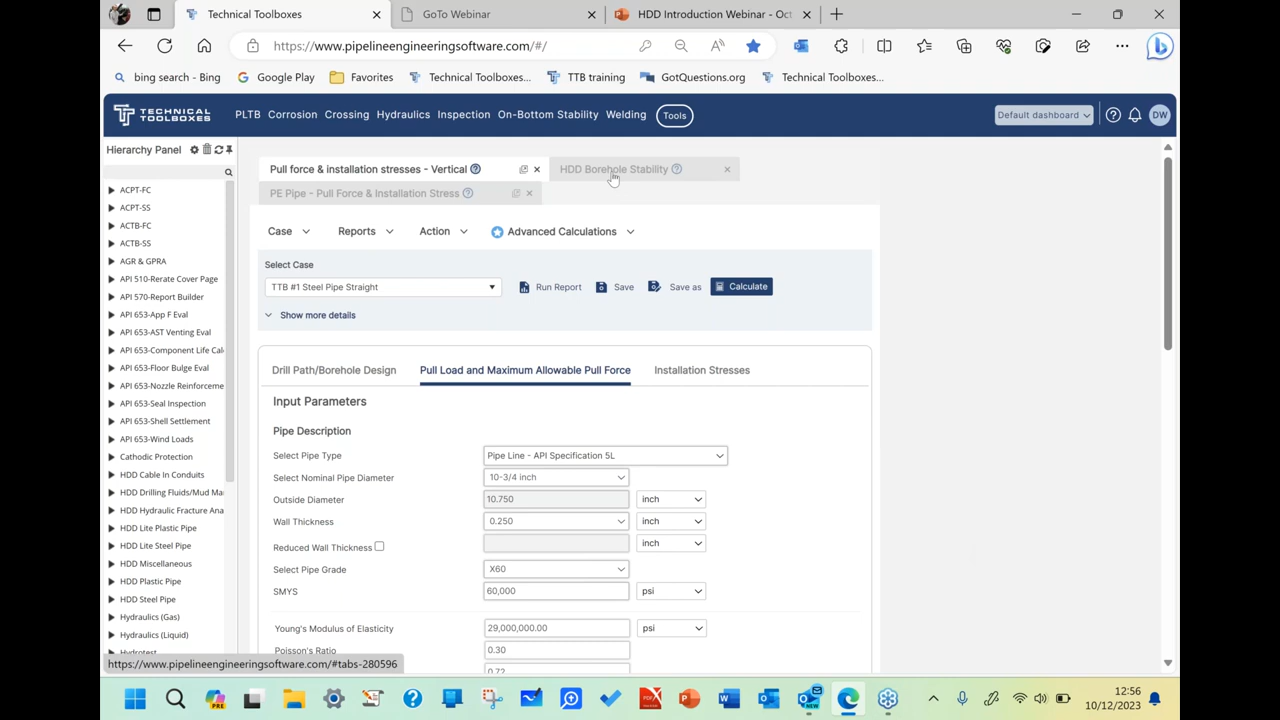 Technical Toolboxes
GoTo Webinar
HDD Introduction Webinar - Oct
https://www.pipelineengineeringsoftware.com/#/
bing search - Bing
Google Play
Favorites
Technical Toolboxes...
TTB training
GotQuestions.org
Technical Toolboxes...
TECHNICAL TOOLBOXES
PLTB Corrosion Crossing Hydraulics Inspection On-Bottom Stability Welding Tools
Default dashboard
DW
Hierarchy Panel
ACPT-FC
ACPT-SS
ACTB-FC
ACTB-SS
AGR & GPRA
API 510-Rerate Cover Page
API 570-Report Builder
API 653-App F Eval
API 653-AST Venting Eval
API 653-Component Life Cal
API 653-Floor Bulge Eval
API 653-Nozzle Reinforceme
API 653-Seal Inspection
API 653-Shell Settlement
API 653-Wind Loads
Cathodic Protection
HDD Cable In Conduits
HDD Drilling Fluids/Mud Ma
HDD Hydraulic Fracture Ana
HDD Lite Plastic Pipe
HDD Lite Steel Pipe
HDD Miscellaneous
HDD Plastic Pipe
HDD Steel Pipe
Hydraulics (Gas)
Hydraulics (Liquid)
Hydrotest
Pull force & installation stresses - Vertical
HDD Borehole Stability
PE Pipe - Pull Force & Installation Stress
Case Reports Action Advanced Calculations
Select Case
TTB #1 Steel Pipe Straight
Run Report Save Save as Calculate
Show more details
Drill Path/Borehole Design
Pull Load and Maximum Allowable Pull Force
Installation Stresses
Input Parameters
Pipe Description
Select Pipe Type Pipe Line - API Specification 5L
Select Nominal Pipe Diameter 10-3/4 inch
Outside Diameter 10.750 inch
Wall Thickness 0.250 inch
Reduced Wall Thickness inch
Select Pipe Grade X60
SMYS 60,000 psi
Young's Modulus of Elasticity 29,000,000.00 psi
Poisson's Ratio 0.30
0.72
https://www.pipelineengineeringsoftware.com/#tabs-280596
PRE
NEW
12:56
10/12/2023